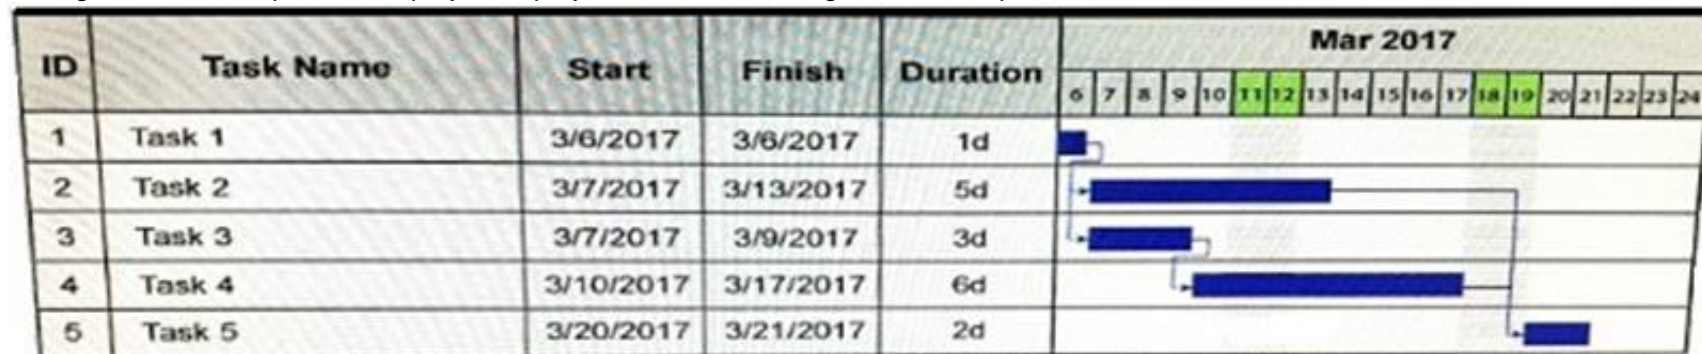 Mar 2017
ID Task Name Start Finish Duration
6 7 8 9 10 11 12 13 14 15 16 17 18 19 20 21 22 23 24
1 Task 1 3/6/2017 3/6/2017 1d
2 Task 2 3/7/2017 3/13/2017 5d
3 Task 3 3/7/2017 3/9/2017 3d
4 Task 4 3/10/2017 3/17/2017 6d
5 Task 5 3/20/2017 3/21/2017 2d